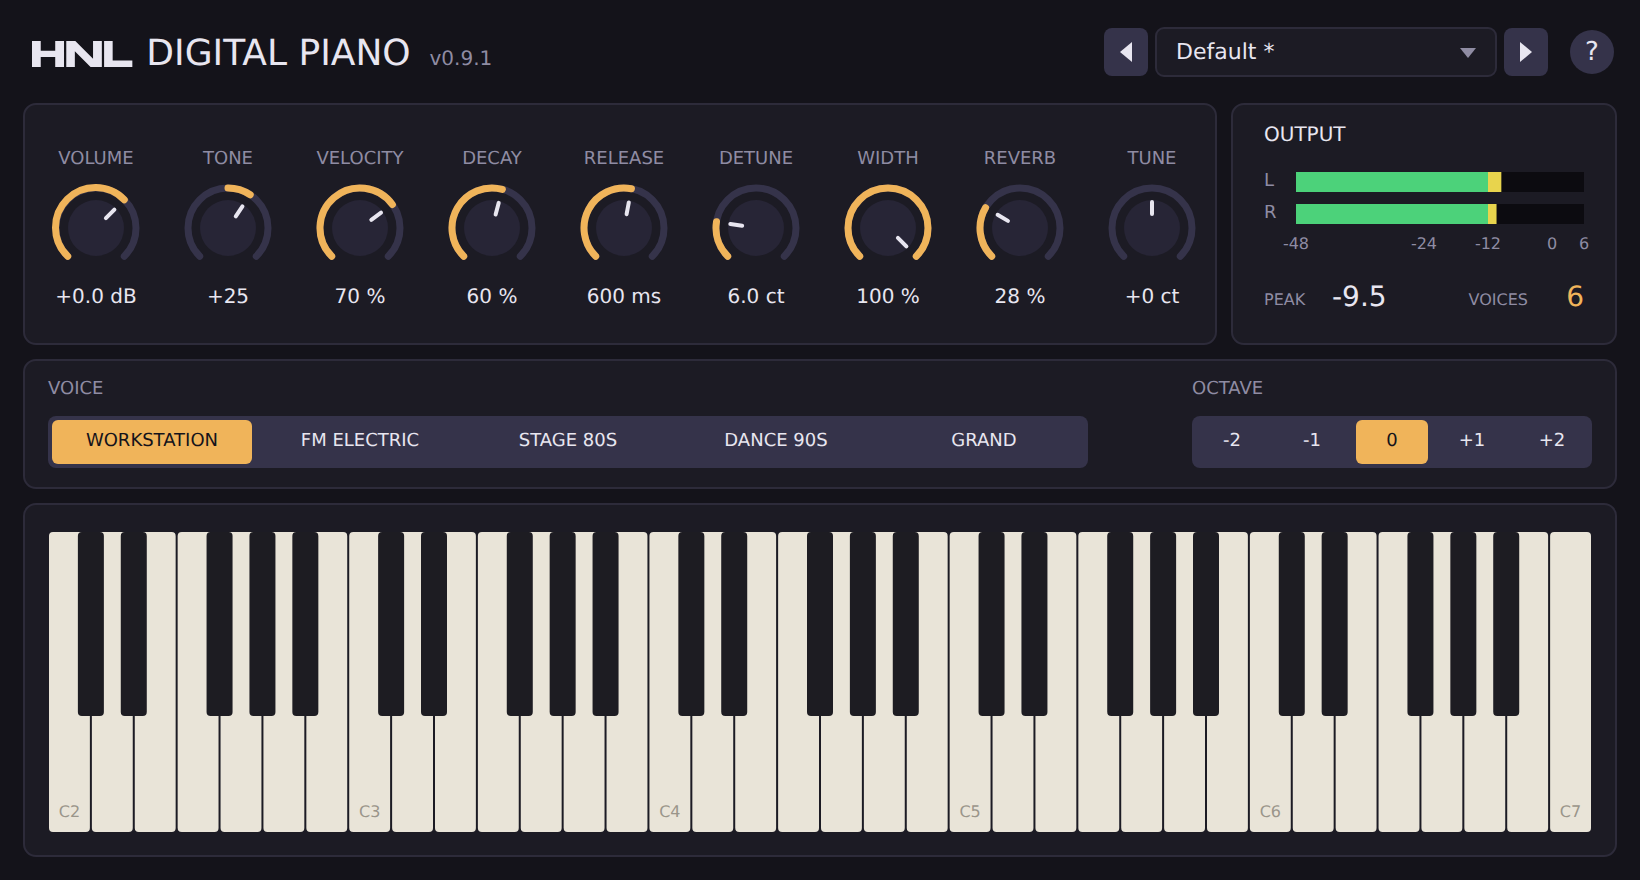 HNL DIGITAL PIANO v0.9.1
Default *
?
VOLUME TONE VELOCITY DECAY RELEASE DETUNE WIDTH REVERB TUNE
+0.0 dB +25 70 % 60 % 600 ms 6.0 ct 100 % 28 % +0 ct
OUTPUT
L
R
-48 -24 -12 0 6
PEAK -9.5 VOICES 6
VOICE
WORKSTATION FM ELECTRIC STAGE 80S DANCE 90S GRAND
OCTAVE
-2 -1 0 +1 +2
C2 C3 C4 C5 C6 C7